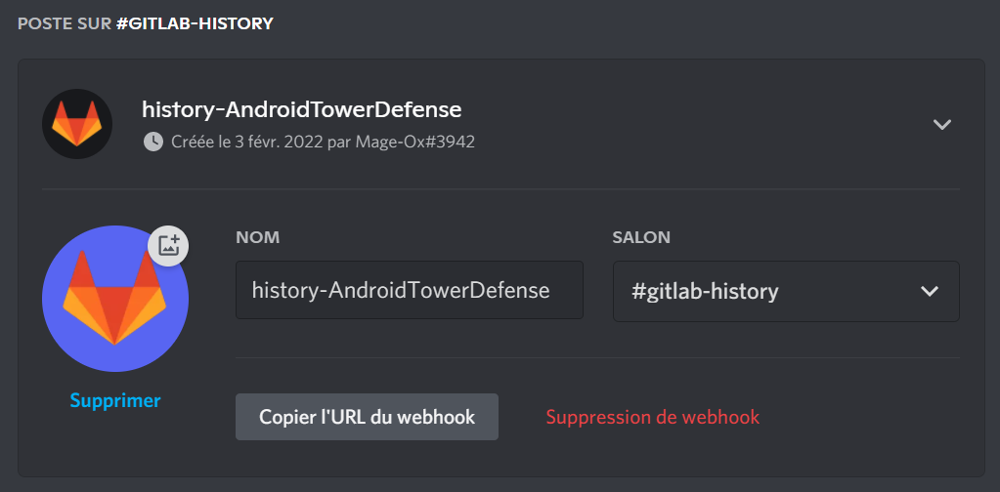 POSTE SUR #GITLAB-HISTORY
history-AndroidTowerDefense
Créée le 3 févr. 2022 par Mage-Ox#3942
NOM
SALON
history-AndroidTowerDefense
#gitlab-history
Supprimer
Copier l'URL du webhook
Suppression de webhook